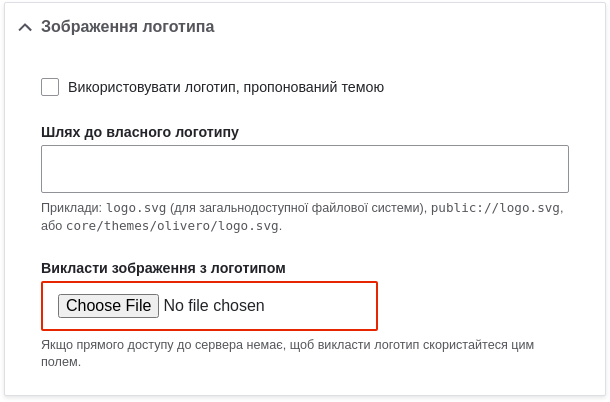 Зображення логотипа
Використовувати логотип, пропонований темою
Шлях до власного логотипу
Приклади: logo.svg (для загальнодоступної файлової системи), public://logo.svg,
або core/themes/olivero/logo.svg.
Викласти зображення з логотипом
Choose File No file chosen
Якщо прямого доступу до сервера немає, щоб викласти логотип скористайтеся цим
полем.